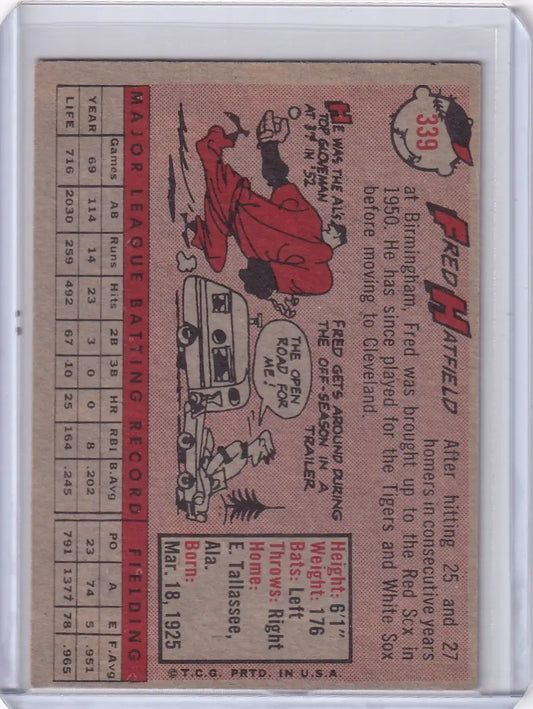 339
FRED HATFIELD
After hitting 25 and 27
homers in consecutive years
at Birmingham, Fred was brought up to the Red Scx in
1950. He has since played for the Tigers and White Sox
before moving to Cleveland.
HE WAS THE AL'S
TOP GLOVEMAN
AT 3rd IN '52
FRED GETS AROUND DURING
THE OFF-SEASON IN A
TRAILER
THE OPEN
ROAD FOR
ME!
Height: 6'1"
Weight: 176
Bats: Left
Throws: Right
Home:
E. Tallassee,
Ala.
Born:
Mar. 18, 1925
MAJOR LEAGUE BATTING RECORD FIELDING
YEAR Games AB Runs Hits 2B 3B HR RBI B.Avg PO A E F.Avg
YEAR 69 114 14 23 3 0 0 8 .202 23 74 5 .951
LIFE 716 2030 259 492 67 10 25 164 .245 791 1377 78 .965
© T.C.G. PRTD. IN U.S.A.